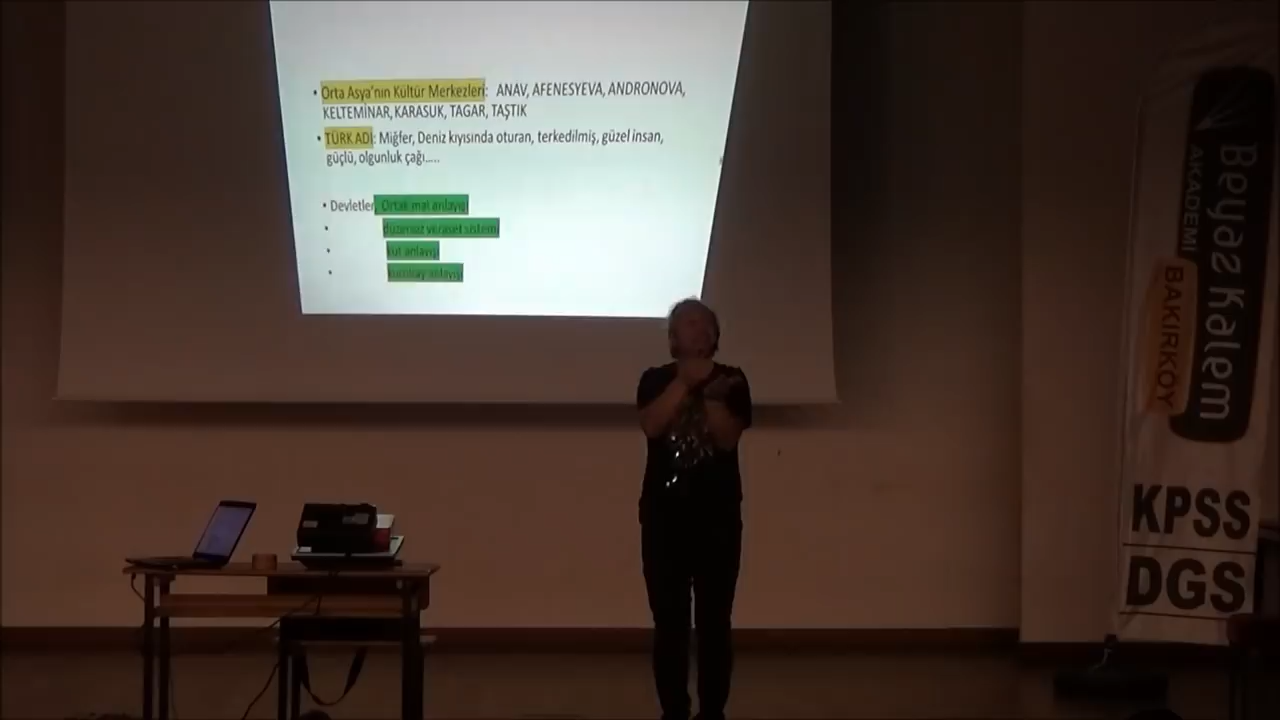 • Orta Asya'nın Kültür Merkezleri: ANAV, AFENESYEVA, ANDRONOVA,
KELTEMİNAR, KARASUK, TAGAR, TAŞTIK
• TÜRK ADI: Miğfer, Deniz kıyısında oturan, terkedilmiş, güzel insan,
güçlü, olgunluk çağı.....
• Devletler: Ortak mal anlayışı
• düzensiz veraset sistemi
• kut anlayışı
• kurultay anlayışı
Beyaz Kalem
AKADEMİ
BAKIRKÖY
KPSS
DGS